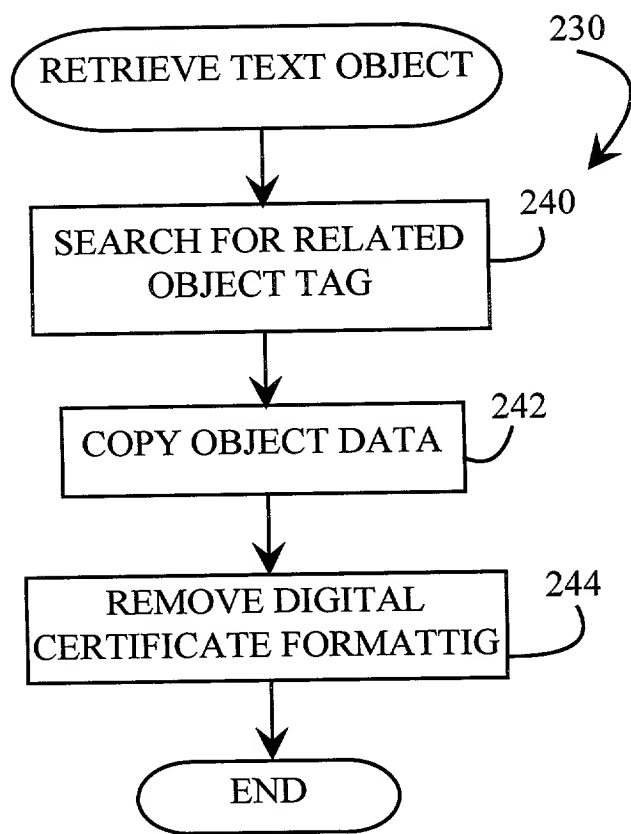 230
RETRIEVE TEXT OBJECT
240
SEARCH FOR RELATED
OBJECT TAG
242
COPY OBJECT DATA
244
REMOVE DIGITAL
CERTIFICATE FORMATTIG
END